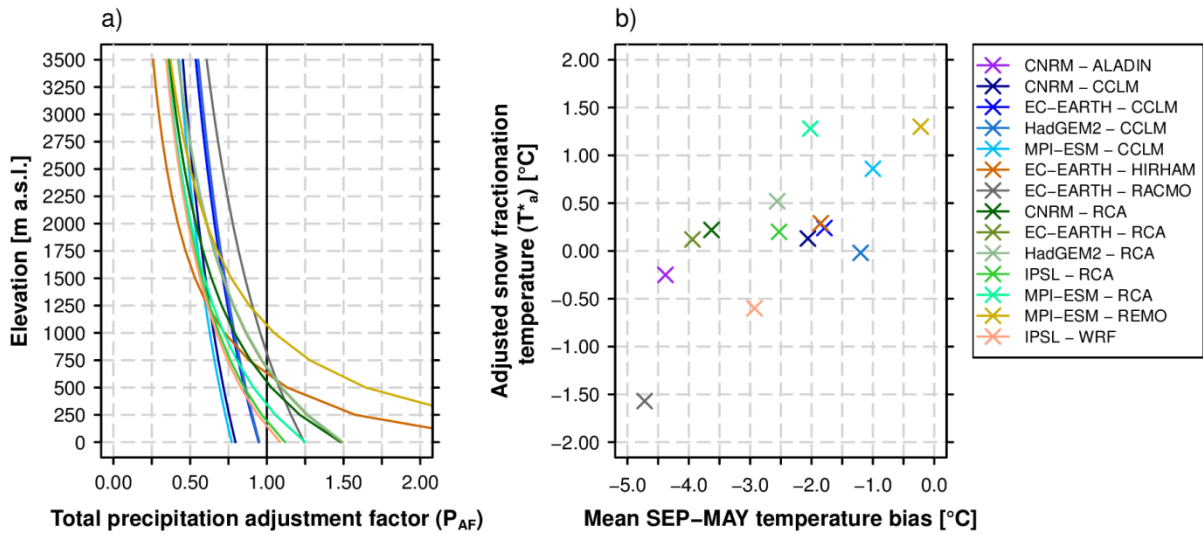 a)
Elevation [m a.s.l.]
3500
3250
3000
2750
2500
2250
2000
1750
1500
1250
1000
750
500
250
0
0.00 0.50 1.00 1.50 2.00
Total precipitation adjustment factor (P_AF)
b)
Adjusted snow fractionation
temperature (T*_a) [°C]
2.00
1.50
1.00
0.50
0.00
−0.50
−1.00
−1.50
−2.00
−5.0 −4.0 −3.0 −2.0 −1.0 0.0
Mean SEP−MAY temperature bias [°C]
CNRM − ALADIN
CNRM − CCLM
EC−EARTH − CCLM
HadGEM2 − CCLM
MPI−ESM − CCLM
EC−EARTH − HIRHAM
EC−EARTH − RACMO
CNRM − RCA
EC−EARTH − RCA
HadGEM2 − RCA
IPSL − RCA
MPI−ESM − RCA
MPI−ESM − REMO
IPSL − WRF